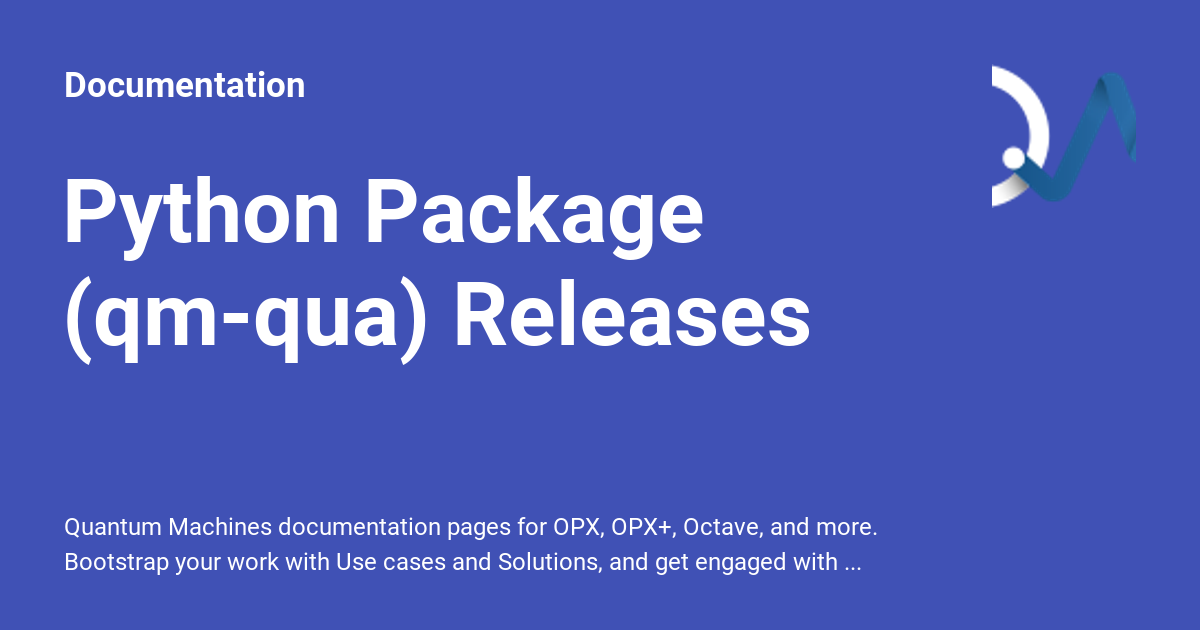 Documentation
Python Package
(qm-qua) Releases
Quantum Machines documentation pages for OPX, OPX+, Octave, and more.
Bootstrap your work with Use cases and Solutions, and get engaged with ...